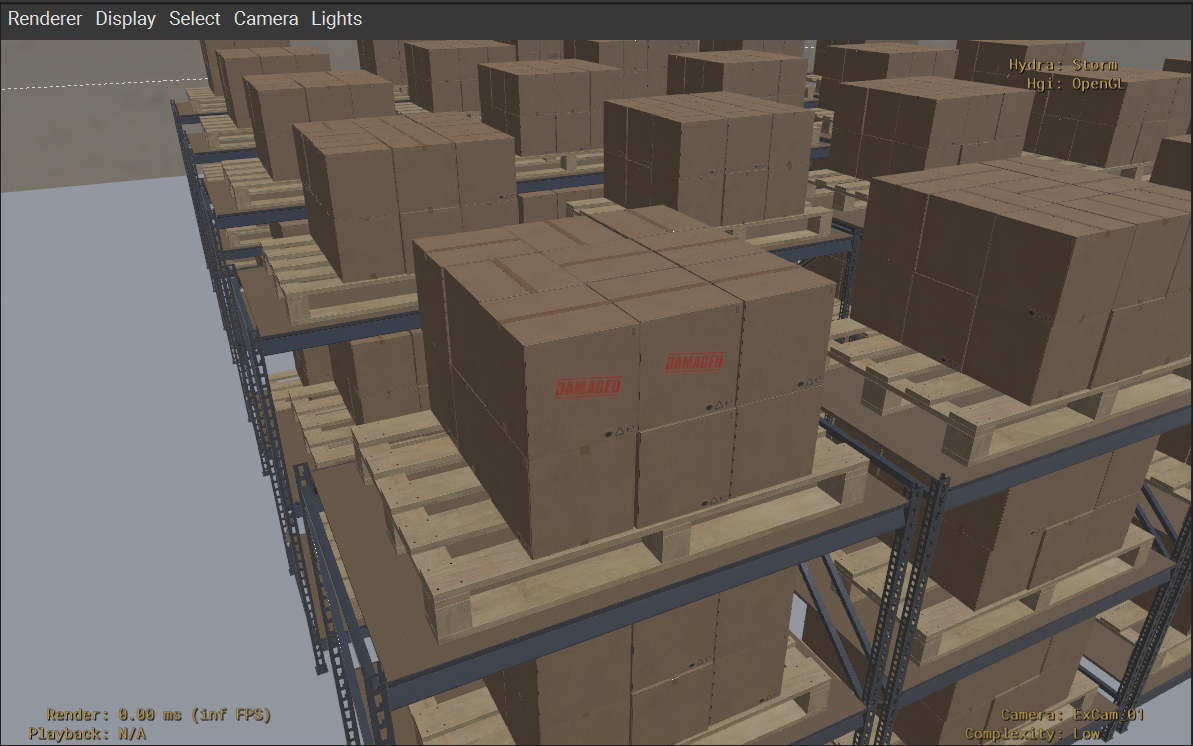 Renderer Display Select Camera Lights
Hydra: Storm
Hgi: OpenGL
DAMAGED
DAMAGED
Render: 0.00 ms (inf FPS)
Playback: N/A
Camera: ExCam_01
Complexity: Low